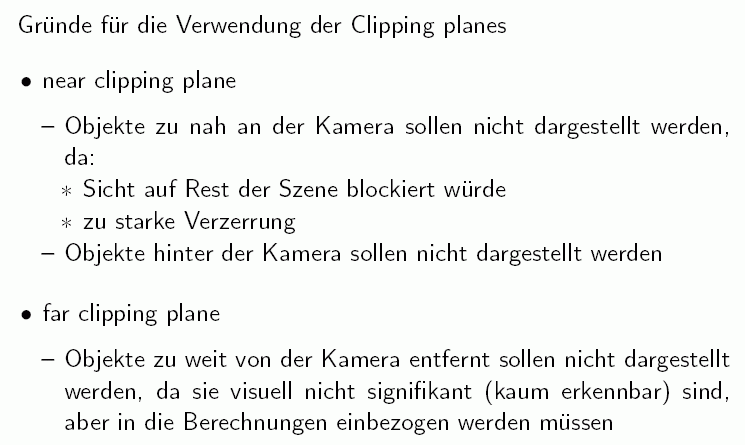 Gründe für die Verwendung der Clipping planes
• near clipping plane
– Objekte zu nah an der Kamera sollen nicht dargestellt werden,
da:
∗ Sicht auf Rest der Szene blockiert würde
∗ zu starke Verzerrung
– Objekte hinter der Kamera sollen nicht dargestellt werden
• far clipping plane
– Objekte zu weit von der Kamera entfernt sollen nicht dargestellt
werden, da sie visuell nicht signifikant (kaum erkennbar) sind,
aber in die Berechnungen einbezogen werden müssen